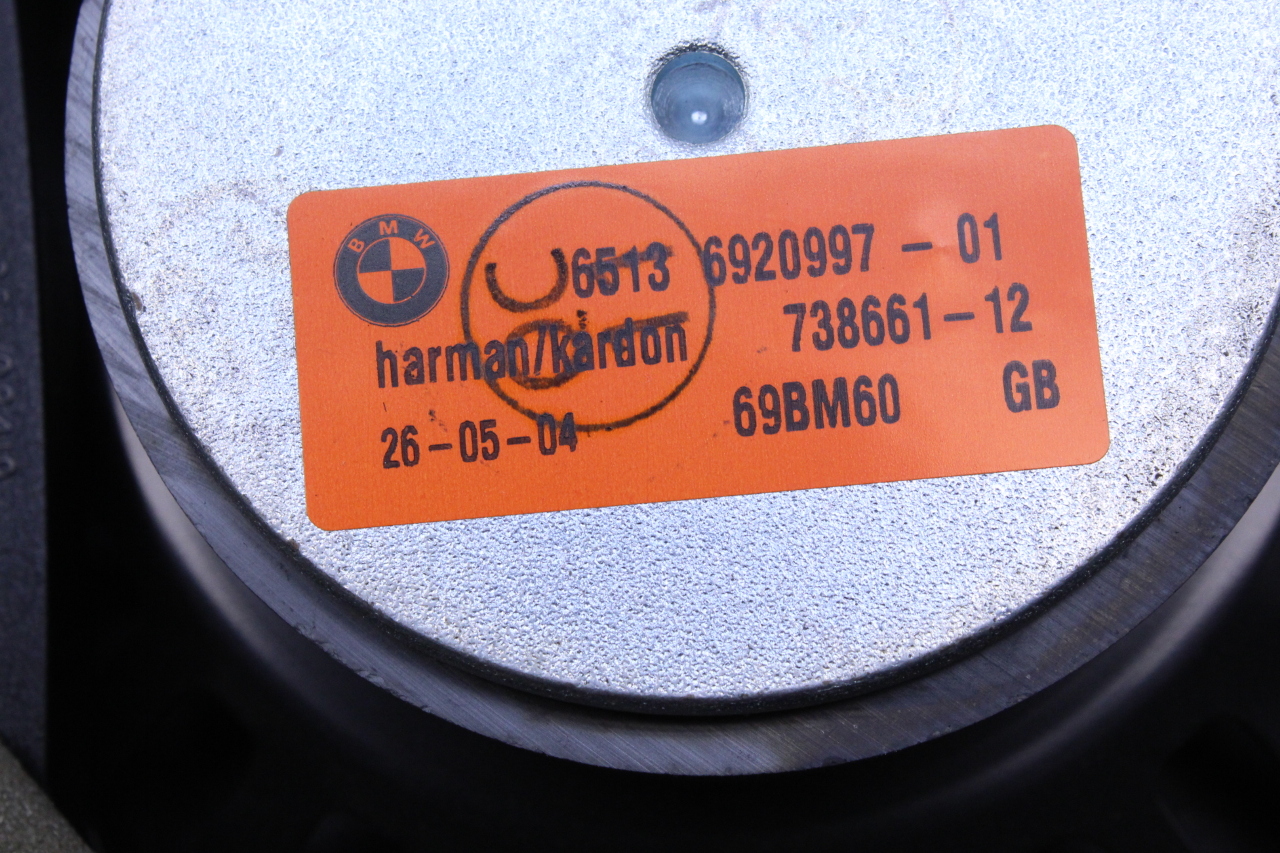 BMW
6513 6920997 - 01
harman/kardon 738661-12
26-05-04 69BM60 GB